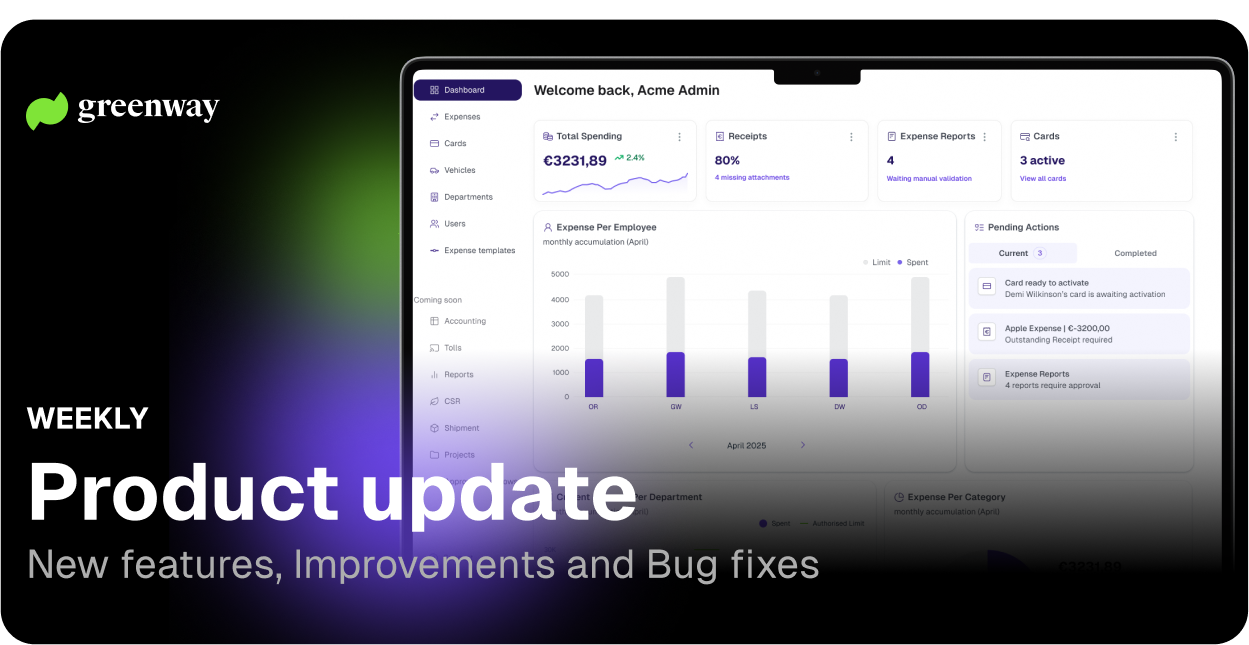 greenway
WEEKLY
Product update
New features, Improvements and Bug fixes
Dashboard
Expenses
Cards
Vehicles
Departments
Users
Expense templates
Coming soon
Accounting
Tolls
Reports
CSR
Shipment
Projects
Welcome back, Acme Admin
Total Spending
€3231,89
2.4%
Receipts
80%
4 missing attachments
Expense Reports
4
Waiting manual validation
Cards
3 active
View all cards
Expense Per Employee
monthly accumulation (April)
Limit
Spent
5000
4000
3000
2000
1000
0
OR
GW
LS
DW
OD
April 2025
Pending Actions
Current 3
Completed
Card ready to activate
Demi Wilkinson's card is awaiting activation
Apple Expense | €-3200,00
Outstanding Receipt required
Expense Reports
4 reports require approval
Per Department
Spent
Authorised Limit
Expense Per Category
monthly accumulation (April)
€3231,89